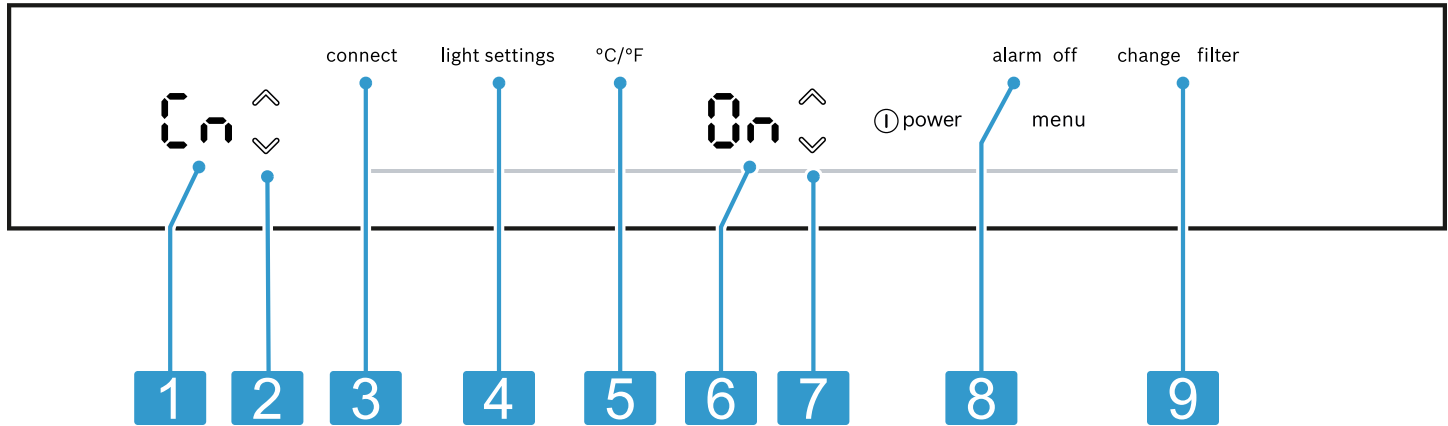 connect light settings °C/°F alarm off change filter
Cn On power menu
1 2 3 4 5 6 7 8 9